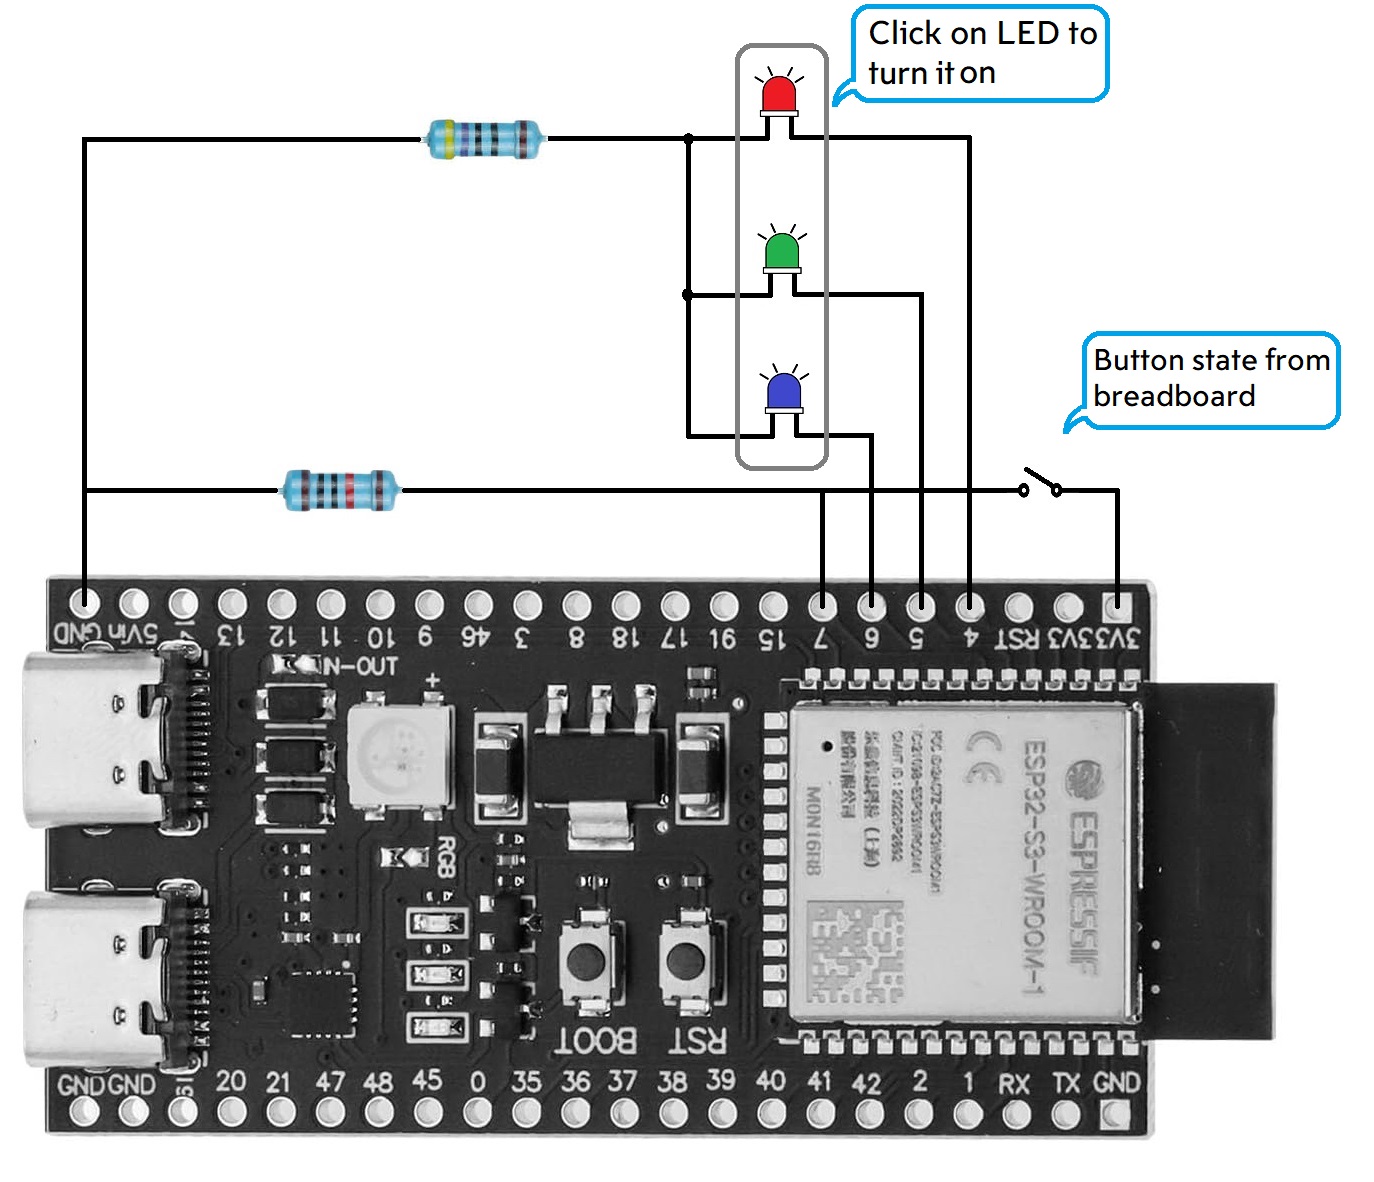 Click on LED to
turn it on
Button state from
breadboard
GND 5Vin 14 13 12 11 10 9 46 3 8 18 17 16 15 7 6 5 4 RST 3V3 3V3
IN-OUT
+
RGB
BOOT
RST
MON16R8
ESP32-S3-WROOM-1
ESPRESSIF
CE
GND GND 19 20 21 47 48 45 0 35 36 37 38 39 40 41 42 2 1 RX TX GND